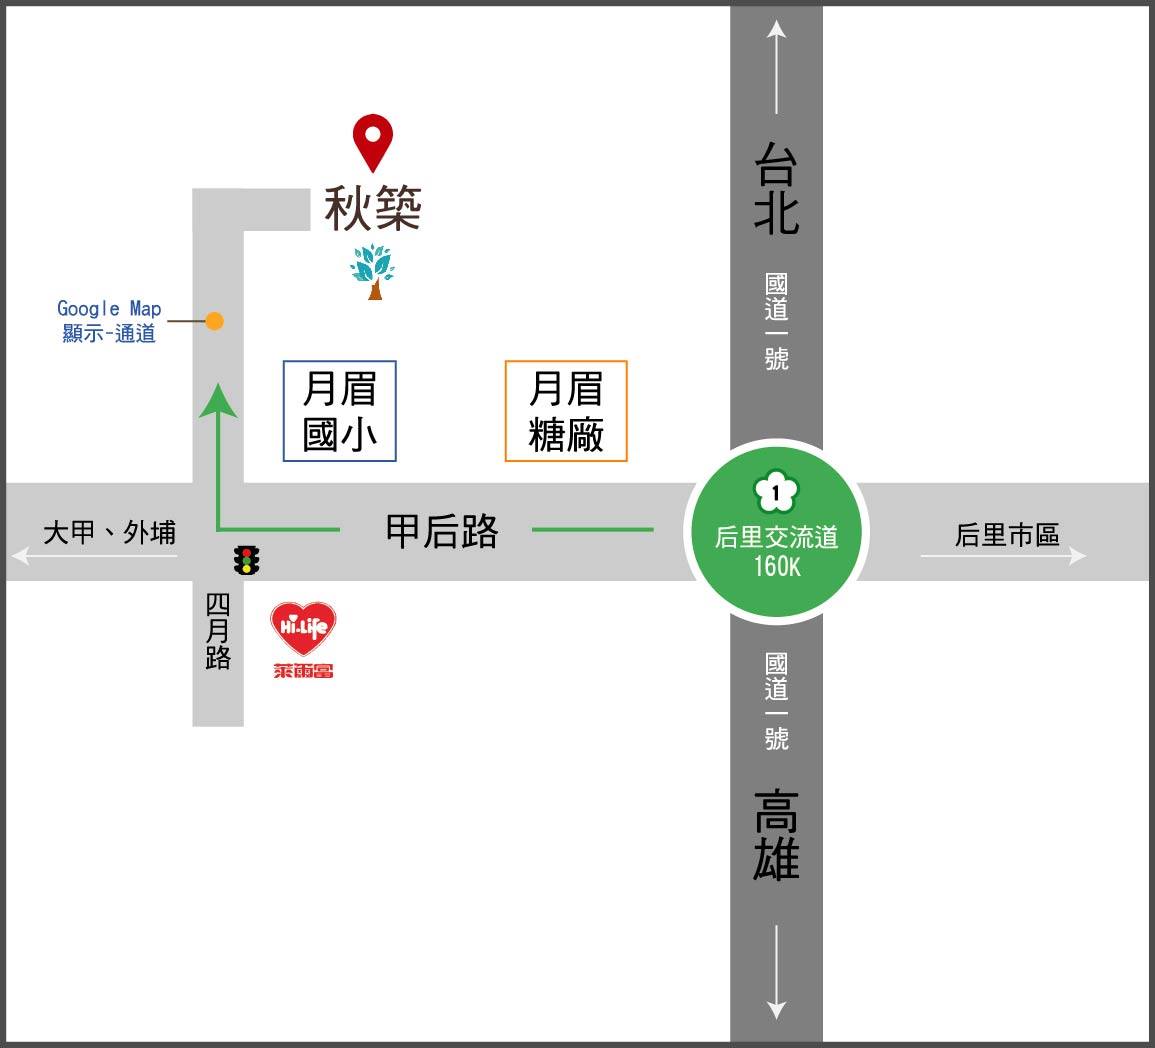 台北
國道一號
秋築
Google Map
顯示-通道
月眉
國小
月眉
糖廠
大甲、外埔
甲后路
1
后里交流道
160K
后里市區
四月路
Hi-Life
萊爾富
國道一號
高雄